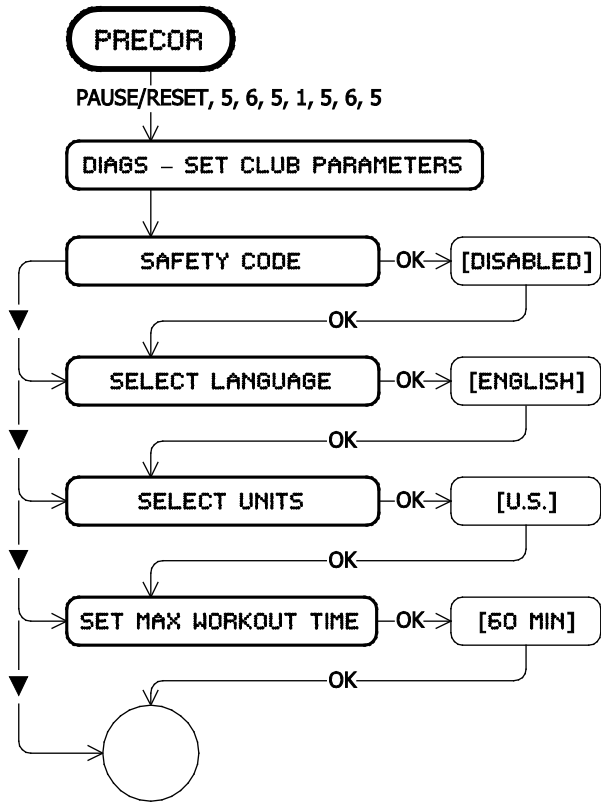 PRECOR
PAUSE/RESET, 5, 6, 5, 1, 5, 6, 5
DIAGS – SET CLUB PARAMETERS
SAFETY CODE OK [DISABLED]
OK
SELECT LANGUAGE OK [ENGLISH]
OK
SELECT UNITS OK [U.S.]
OK
SET MAX WORKOUT TIME OK [60 MIN]
OK